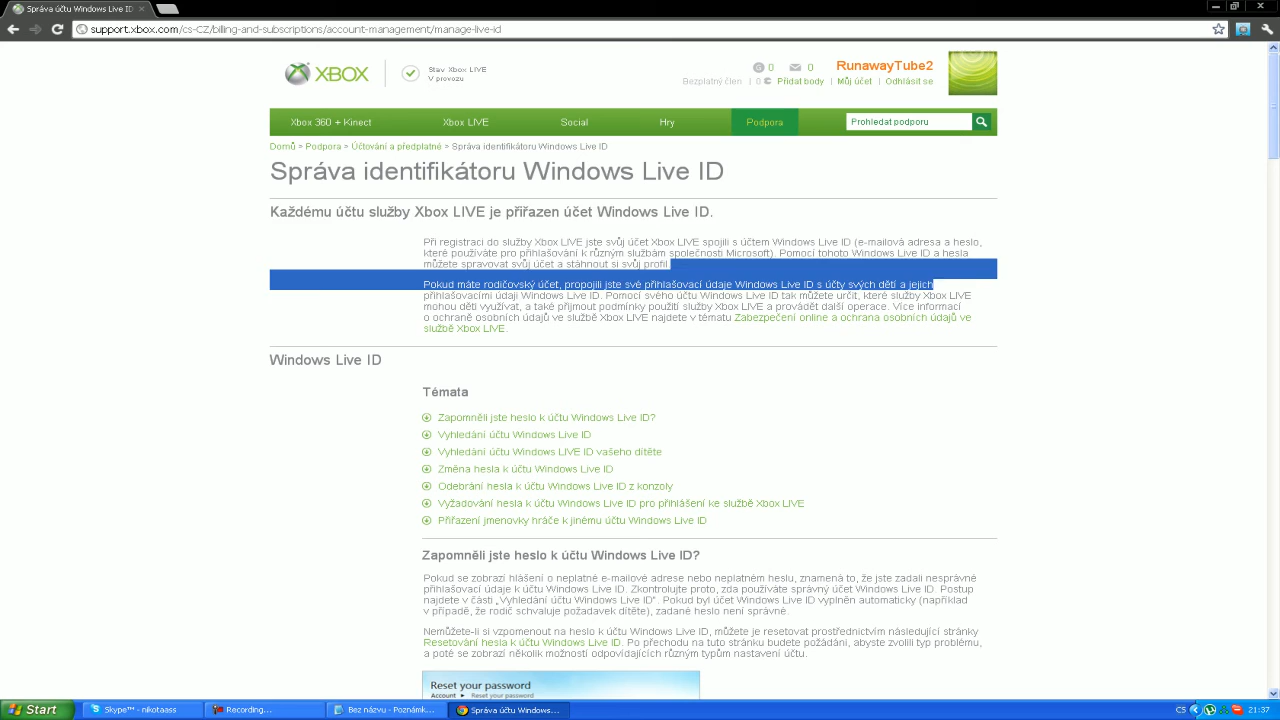 Správa účtu Windows Live ID
support.xbox.com/cs-CZ/billing-and-subscriptions/account-management/manage-live-id
XBOX
Stav Xbox LIVE
V provozu
0 0
RunawayTube2
Bezplatný člen | 0 Přidat body | Můj účet | Odhlásit se
Xbox 360 + Kinect Xbox LIVE Social Hry Podpora
Prohledat podporu
Domů > Podpora > Účtování a předplatné > Správa identifikátoru Windows Live ID
Správa identifikátoru Windows Live ID
Každému účtu služby Xbox LIVE je přiřazen účet Windows Live ID.
Při registraci do služby Xbox LIVE jste svůj účet Xbox LIVE spojili s účtem Windows Live ID (e-mailová adresa a heslo,
které používáte pro přihlašování k různým službám společnosti Microsoft). Pomocí tohoto Windows Live ID a hesla
můžete spravovat svůj účet a stáhnout si svůj profil
Pokud máte rodičovský účet, propojili jste své přihlašovací údaje Windows Live ID s účty svých dětí a jejich
přihlašovacími údaji Windows Live ID. Pomocí svého účtu Windows Live ID tak můžete určit, které služby Xbox LIVE
mohou děti využívat, a také přijmout podmínky použití služby Xbox LIVE a provádět další operace. Více informací
o ochraně osobních údajů ve službě Xbox LIVE najdete v tématu Zabezpečení online a ochrana osobních údajů ve
službě Xbox LIVE.
Windows Live ID
Témata
Zapomněli jste heslo k účtu Windows Live ID?
Vyhledání účtu Windows Live ID
Vyhledání účtu Windows LIVE ID vašeho dítěte
Změna hesla k účtu Windows Live ID
Odebrání hesla k účtu Windows Live ID z konzoly
Vyžadování hesla k účtu Windows Live ID pro přihlášení ke službě Xbox LIVE
Přiřazení jmenovky hráče k jinému účtu Windows Live ID
Zapomněli jste heslo k účtu Windows Live ID?
Pokud se zobrazí hlášení o neplatné e-mailové adrese nebo neplatném heslu, znamená to, že jste zadali nesprávné
přihlašovací údaje k účtu Windows Live ID. Zkontrolujte proto, zda používáte správný účet Windows Live ID. Postup
najdete v části „Vyhledání účtu Windows Live ID“. Pokud byl účet Windows Live ID vyplněn automaticky (například
v případě, že rodič schvaluje požadavek dítěte), zadané heslo není správné.
Nemůžete-li si vzpomenout na heslo k účtu Windows Live ID, můžete je resetovat prostřednictvím následující stránky
Resetování hesla k účtu Windows Live ID. Po přechodu na tuto stránku budete požádáni, abyste zvolili typ problému,
a poté se zobrazí několik možností odpovídajících různým typům nastavení účtu.
Reset your password
Account ▸ Reset your password
Start Skype™ - nikotaass Recording... Bez názvu - Poznámk... Správa účtu Windows... CS 21:37